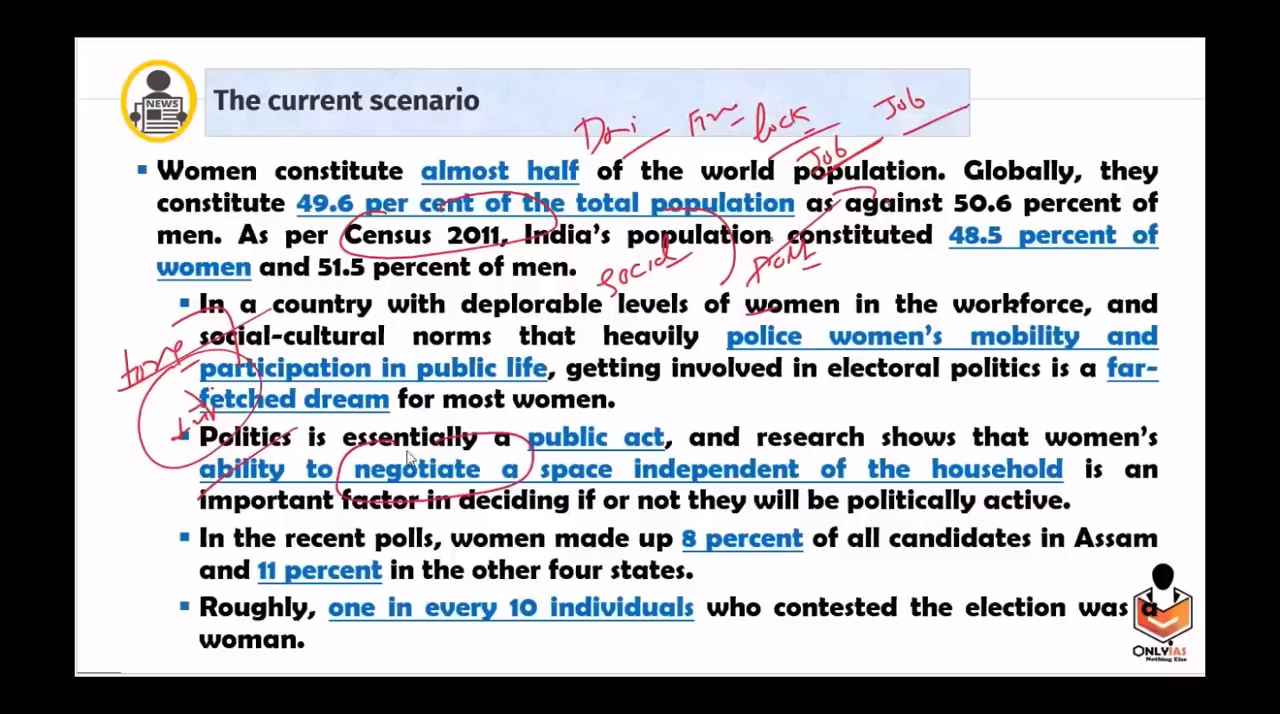 NEWS
The current scenario
Job
lock
Job
▪ Women constitute almost half of the world population. Globally, they
constitute 49.6 per cent of the total population as against 50.6 percent of
men. As per Census 2011, India's population constituted 48.5 percent of
women and 51.5 percent of men.
social
▪ In a country with deplorable levels of women in the workforce, and
social-cultural norms that heavily police women's mobility and
participation in public life, getting involved in electoral politics is a far-
fetched dream for most women.
▪ Politics is essentially a public act, and research shows that women's
ability to negotiate a space independent of the household is an
important factor in deciding if or not they will be politically active.
▪ In the recent polls, women made up 8 percent of all candidates in Assam
and 11 percent in the other four states.
▪ Roughly, one in every 10 individuals who contested the election was a
woman.
ONLYIAS
Nothing Else